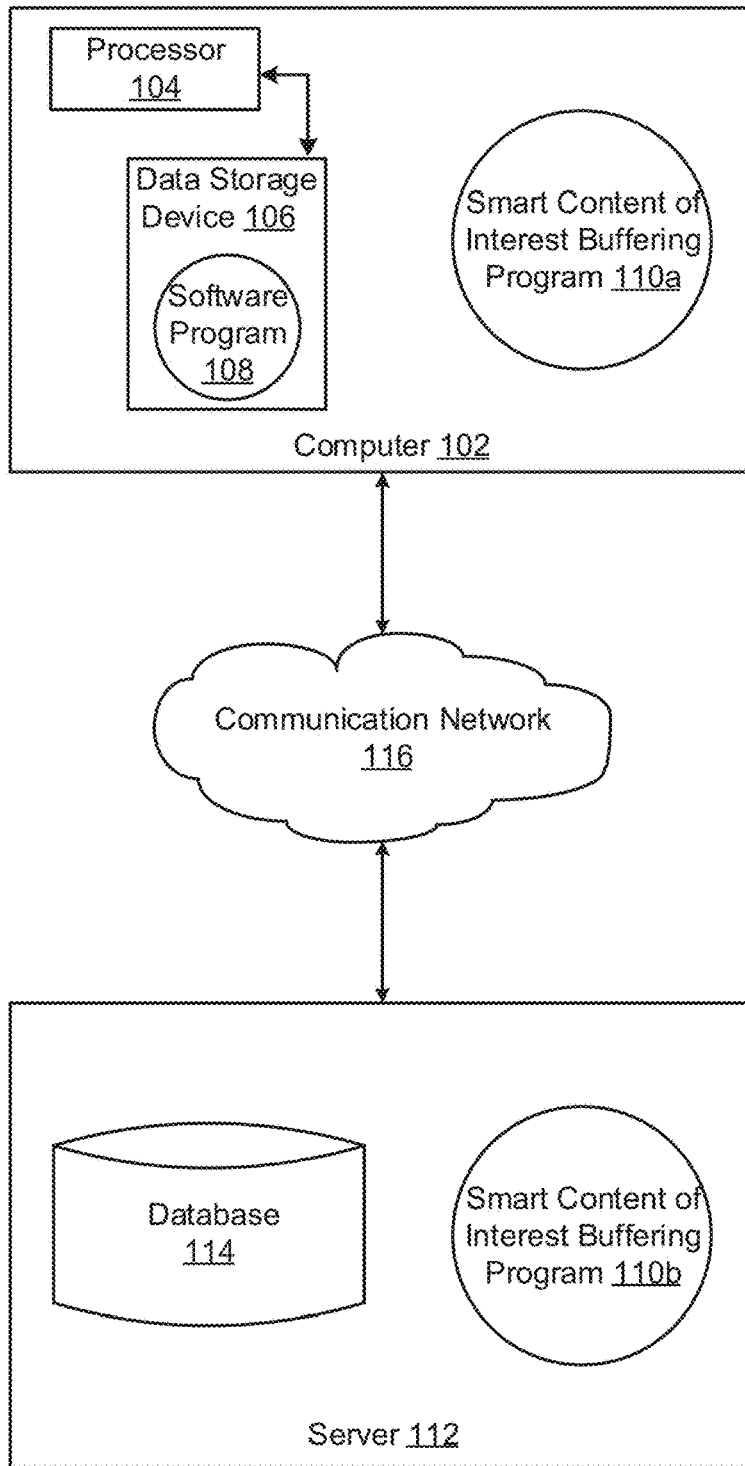 Processor
104
Data Storage
Device 106
Software
Program
108
Smart Content of
Interest Buffering
Program 110a
Computer 102
Communication Network
116
Database
114
Smart Content of
Interest Buffering
Program 110b
Server 112